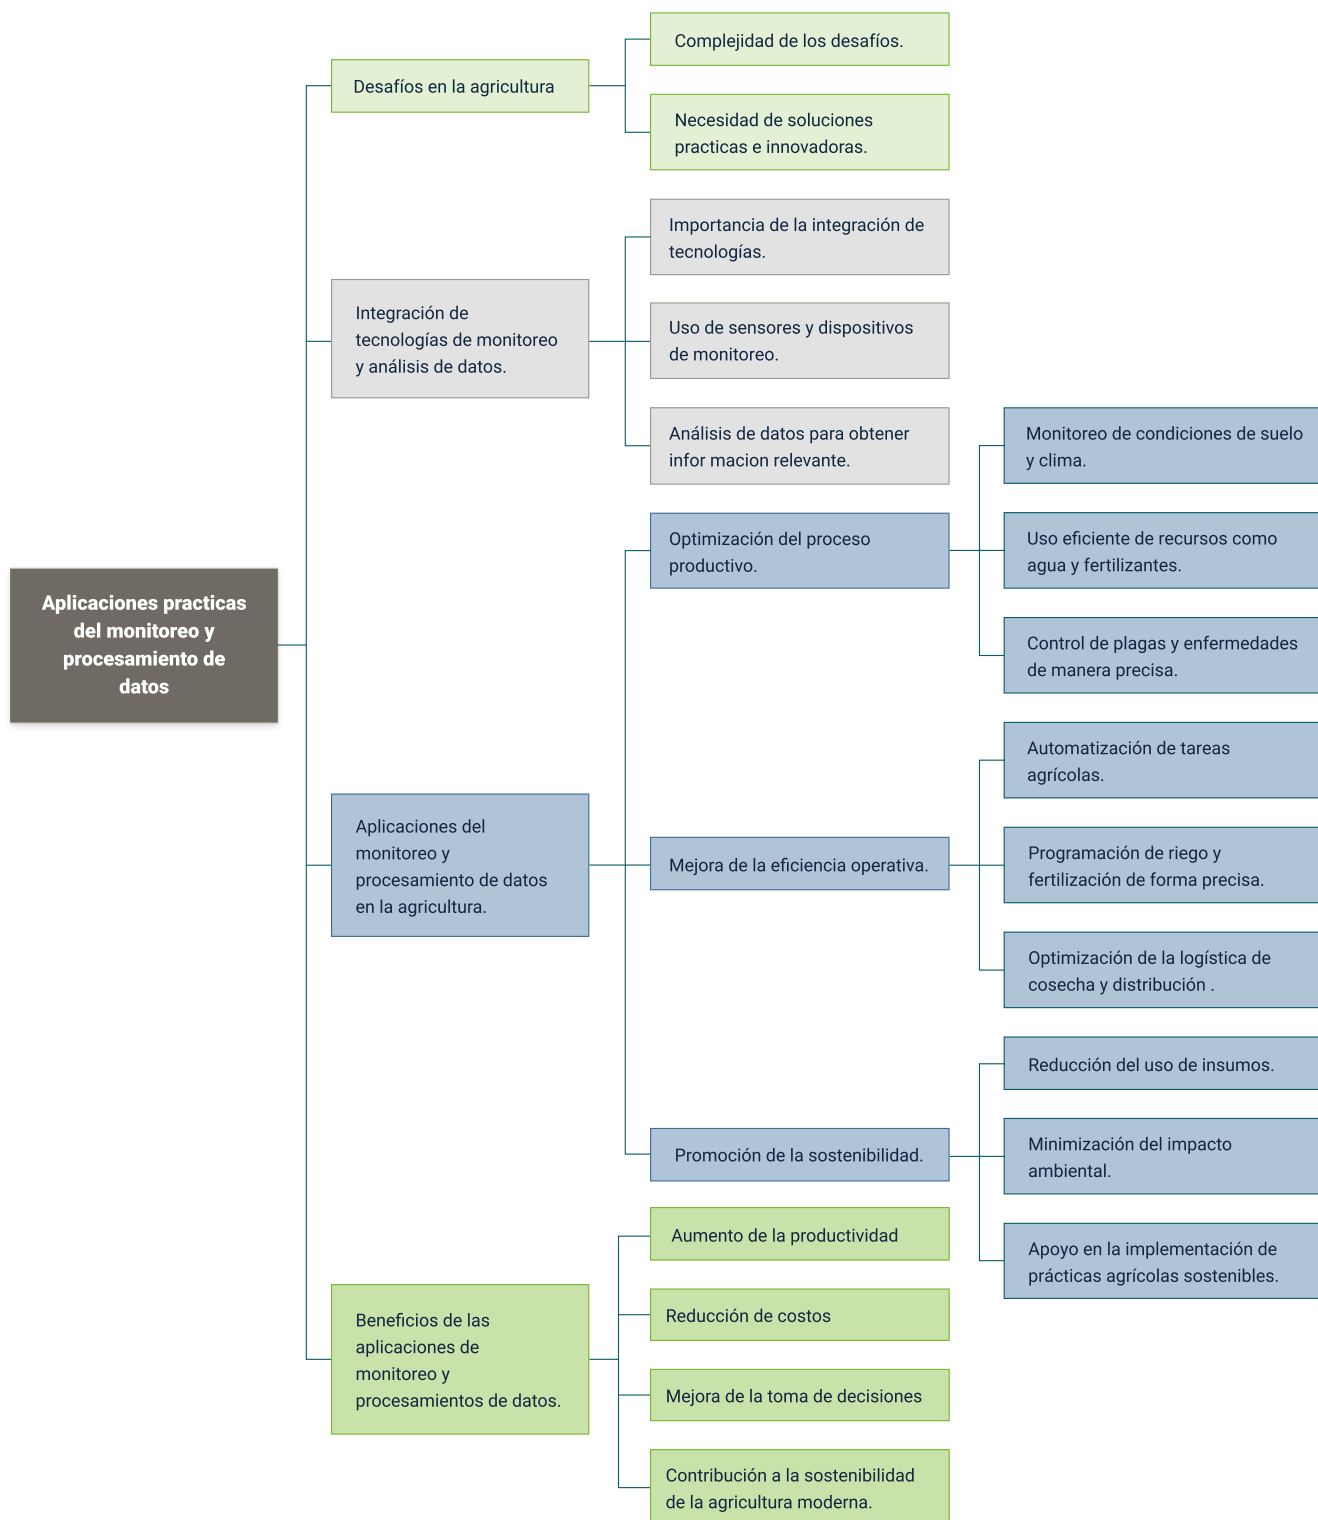 Aplicaciones practicas
del monitoreo y
procesamiento de
datos
Desafíos en la agricultura
Complejidad de los desafíos.
Necesidad de soluciones
practicas e innovadoras.
Integración de
tecnologías de monitoreo
y análisis de datos.
Importancia de la integración de
tecnologías.
Uso de sensores y dispositivos
de monitoreo.
Análisis de datos para obtener
infor macion relevante.
Aplicaciones del
monitoreo y
procesamiento de datos
en la agricultura.
Optimización del proceso
productivo.
Monitoreo de condiciones de suelo
y clima.
Uso eficiente de recursos como
agua y fertilizantes.
Control de plagas y enfermedades
de manera precisa.
Mejora de la eficiencia operativa.
Automatización de tareas
agrícolas.
Programación de riego y
fertilización de forma precisa.
Optimización de la logística de
cosecha y distribución .
Promoción de la sostenibilidad.
Reducción del uso de insumos.
Minimización del impacto
ambiental.
Apoyo en la implementación de
prácticas agrícolas sostenibles.
Beneficios de las
aplicaciones de
monitoreo y
procesamientos de datos.
Aumento de la productividad
Reducción de costos
Mejora de la toma de decisiones
Contribución a la sostenibilidad
de la agricultura moderna.